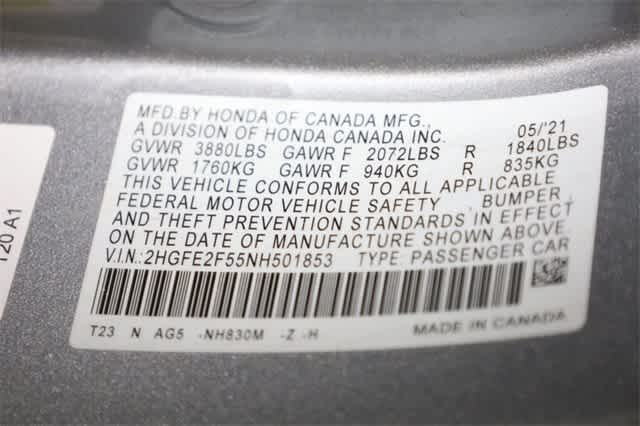 MFD.BY HONDA OF CANADA MFG.,
A DIVISION OF HONDA CANADA INC. 05/'21
GVWR 3880LBS GAWR F 2072LBS R 1840LBS
GVWR 1760KG GAWR F 940KG R 835KG
THIS VEHICLE CONFORMS TO ALL APPLICABLE
FEDERAL MOTOR VEHICLE SAFETY BUMPER
AND THEFT PREVENTION STANDARDS IN EFFECT
ON THE DATE OF MANUFACTURE SHOWN ABOVE
V.I.N.:2HGFE2F55NH501853 TYPE: PASSENGER CAR
T23 N AG5 -NH830M -Z -H MADE IN CANADA
T20 A1